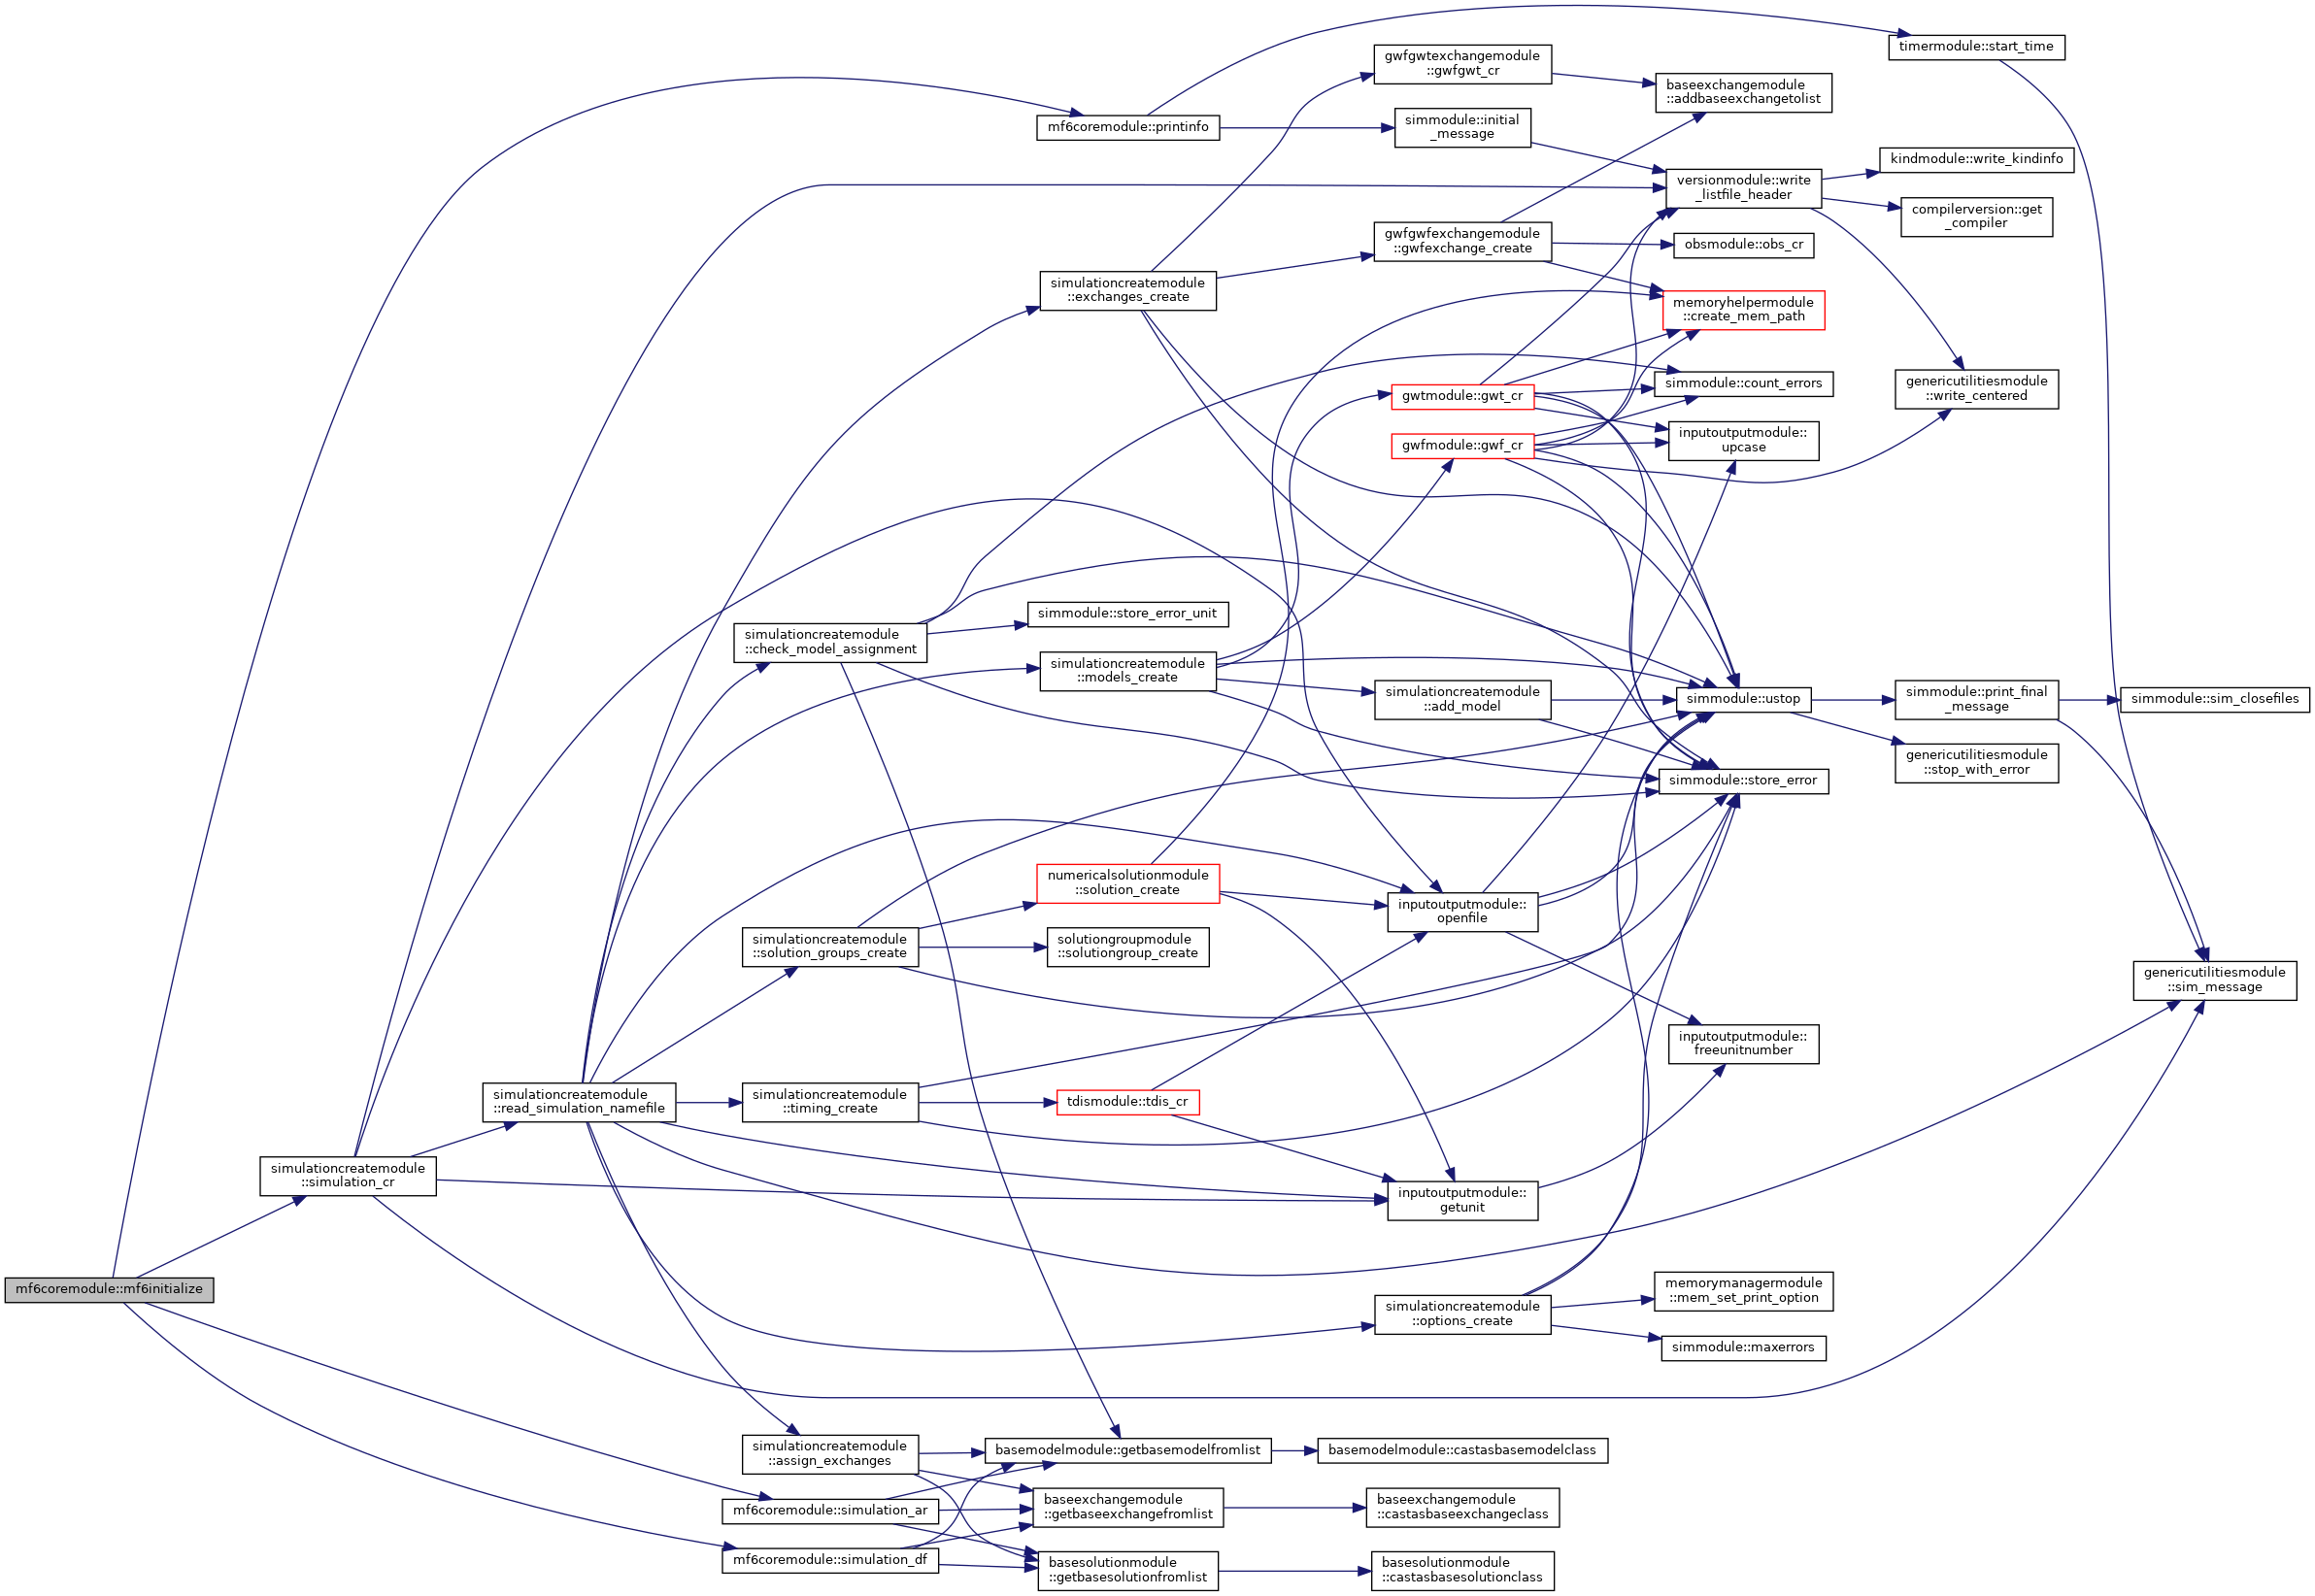 gwfgwtexchangemodule
::gwfgwt_cr
timermodule::start_time
baseexchangemodule
::addbaseexchangetolist
mf6coremodule::printinfo
simmodule::initial
_message
kindmodule::write_kindinfo
versionmodule::write
_listfile_header
compilerversion::get
_compiler
gwfgwfexchangemodule
::gwfexchange_create
obsmodule::obs_cr
simulationcreatemodule
::exchanges_create
memoryhelpermodule
::create_mem_path
simmodule::count_errors
genericutilitiesmodule
::write_centered
gwtmodule::gwt_cr
gwfmodule::gwf_cr
inputoutputmodule::
upcase
simmodule::store_error_unit
simulationcreatemodule
::check_model_assignment
simulationcreatemodule
::models_create
simulationcreatemodule
::add_model
simmodule::ustop
simmodule::print_final
_message
simmodule::sim_closefiles
genericutilitiesmodule
::stop_with_error
simmodule::store_error
numericalsolutionmodule
::solution_create
inputoutputmodule::
openfile
simulationcreatemodule
::solution_groups_create
solutiongroupmodule
::solutiongroup_create
genericutilitiesmodule
::sim_message
inputoutputmodule::
freeunitnumber
simulationcreatemodule
::read_simulation_namefile
simulationcreatemodule
::timing_create
tdismodule::tdis_cr
simulationcreatemodule
::simulation_cr
inputoutputmodule::
getunit
mf6coremodule::mf6initialize
memorymanagermodule
::mem_set_print_option
simulationcreatemodule
::options_create
simmodule::maxerrors
simulationcreatemodule
::assign_exchanges
basemodelmodule::getbasemodelfromlist
basemodelmodule::castasbasemodelclass
mf6coremodule::simulation_ar
baseexchangemodule
::getbaseexchangefromlist
baseexchangemodule
::castasbaseexchangeclass
mf6coremodule::simulation_df
basesolutionmodule
::getbasesolutionfromlist
basesolutionmodule
::castasbasesolutionclass